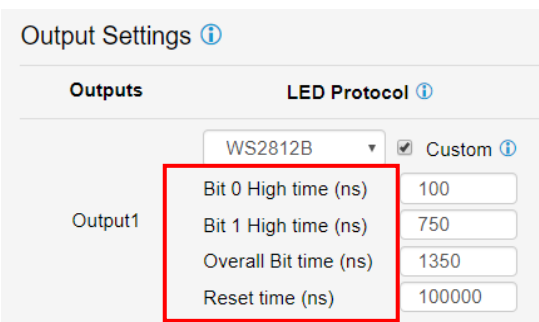 Output Settings
Outputs LED Protocol
WS2812B Custom
Bit 0 High time (ns) 100
Output1 Bit 1 High time (ns) 750
Overall Bit time (ns) 1350
Reset time (ns) 100000